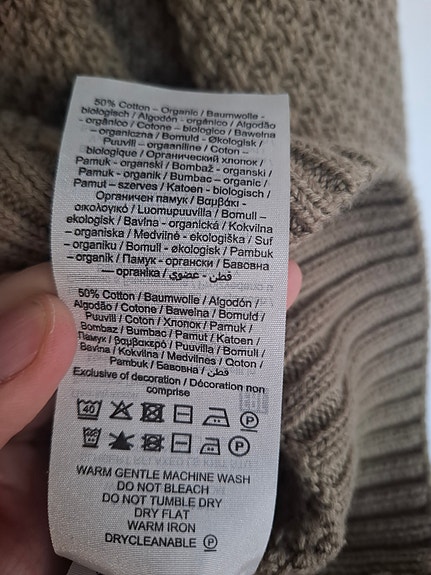 50% Cotton – Organic / Baumwolle -
biologisch / Algodón - orgánico / Algodão
- orgânico / Cotone – biologico / Bawełna
– organiczna / Bomuld - Økologisk /
Puuvilli – orgaaniline / Coton –
biologique / Органический хлопок /
Pamuk - organski / Bombaž - organski /
Pamuk - organik / Bumbac – organic /
Pamut – szerves / Katoen - biologisch /
Органичен памук / Βαμβάκι -
οικολογικό / Luomupuuvilla / Bomull –
ekologisk / Bavlna - organická / Kokvilna
- organiska / Medvilnė - ekologiška / Suf
– organiku / Bomull - økologisk / Pambuk
– organik / Памук - органски / Бавовна
— органіка / قطن - عضوي
50% Cotton / Baumwolle / Algodón /
Algodão / Cotone / Bawełna / Bomuld /
Puuvill / Coton / Хлопок / Pamuk /
Bombaz / Bumbac / Pamut / Katoen /
Памук / βαμβακερό / Puuvilla / Bomull /
Bavlna / Kokvilna / Medvilnės / Qoton /
Pambuk / Бавовна / قطن
Exclusive of decoration / Décoration non
comprise
40 P
P
WARM GENTLE MACHINE WASH
DO NOT BLEACH
DO NOT TUMBLE DRY
DRY FLAT
WARM IRON
DRYCLEANABLE P